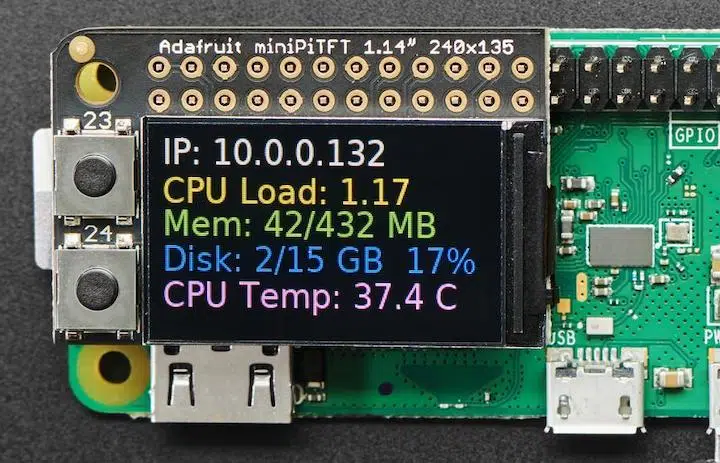 Adafruit miniPiTFT 1.14" 240x135
23
IP: 10.0.0.132
CPU Load: 1.17
Mem: 42/432 MB
Disk: 2/15 GB 17%
CPU Temp: 37.4 C
24
GPIO
USB